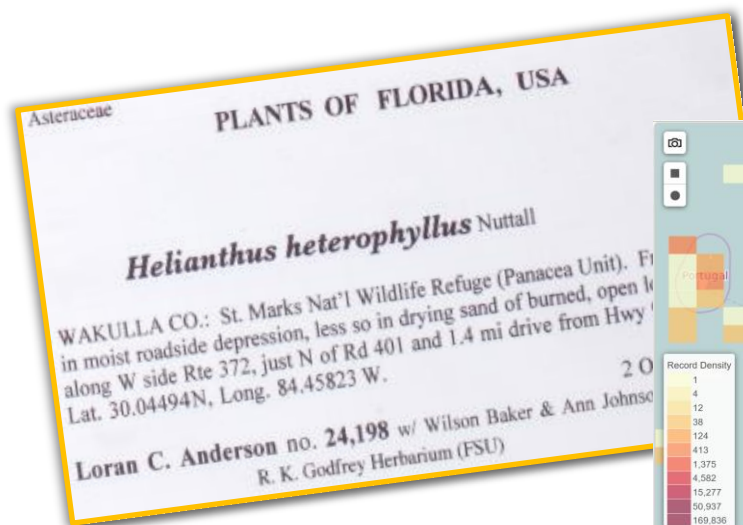 Asteraceae
PLANTS OF FLORIDA, USA
Helianthus heterophyllus Nuttall
WAKULLA CO.: St. Marks Nat'l Wildlife Refuge (Panacea Unit).
in moist roadside depression, less so in drying sand of burned, open
along W side Rte 372, just N of Rd 401 and 1.4 mi drive from Hwy
Lat. 30.04494N, Long. 84.45823 W.
2
Loran C. Anderson no. 24,198 w/ Wilson Baker & Ann
R. K. Godfrey Herbarium (FSU)
Portugal
Record Density
1
4
12
38
124
413
1,375
4,582
15,277
50,937
169,836